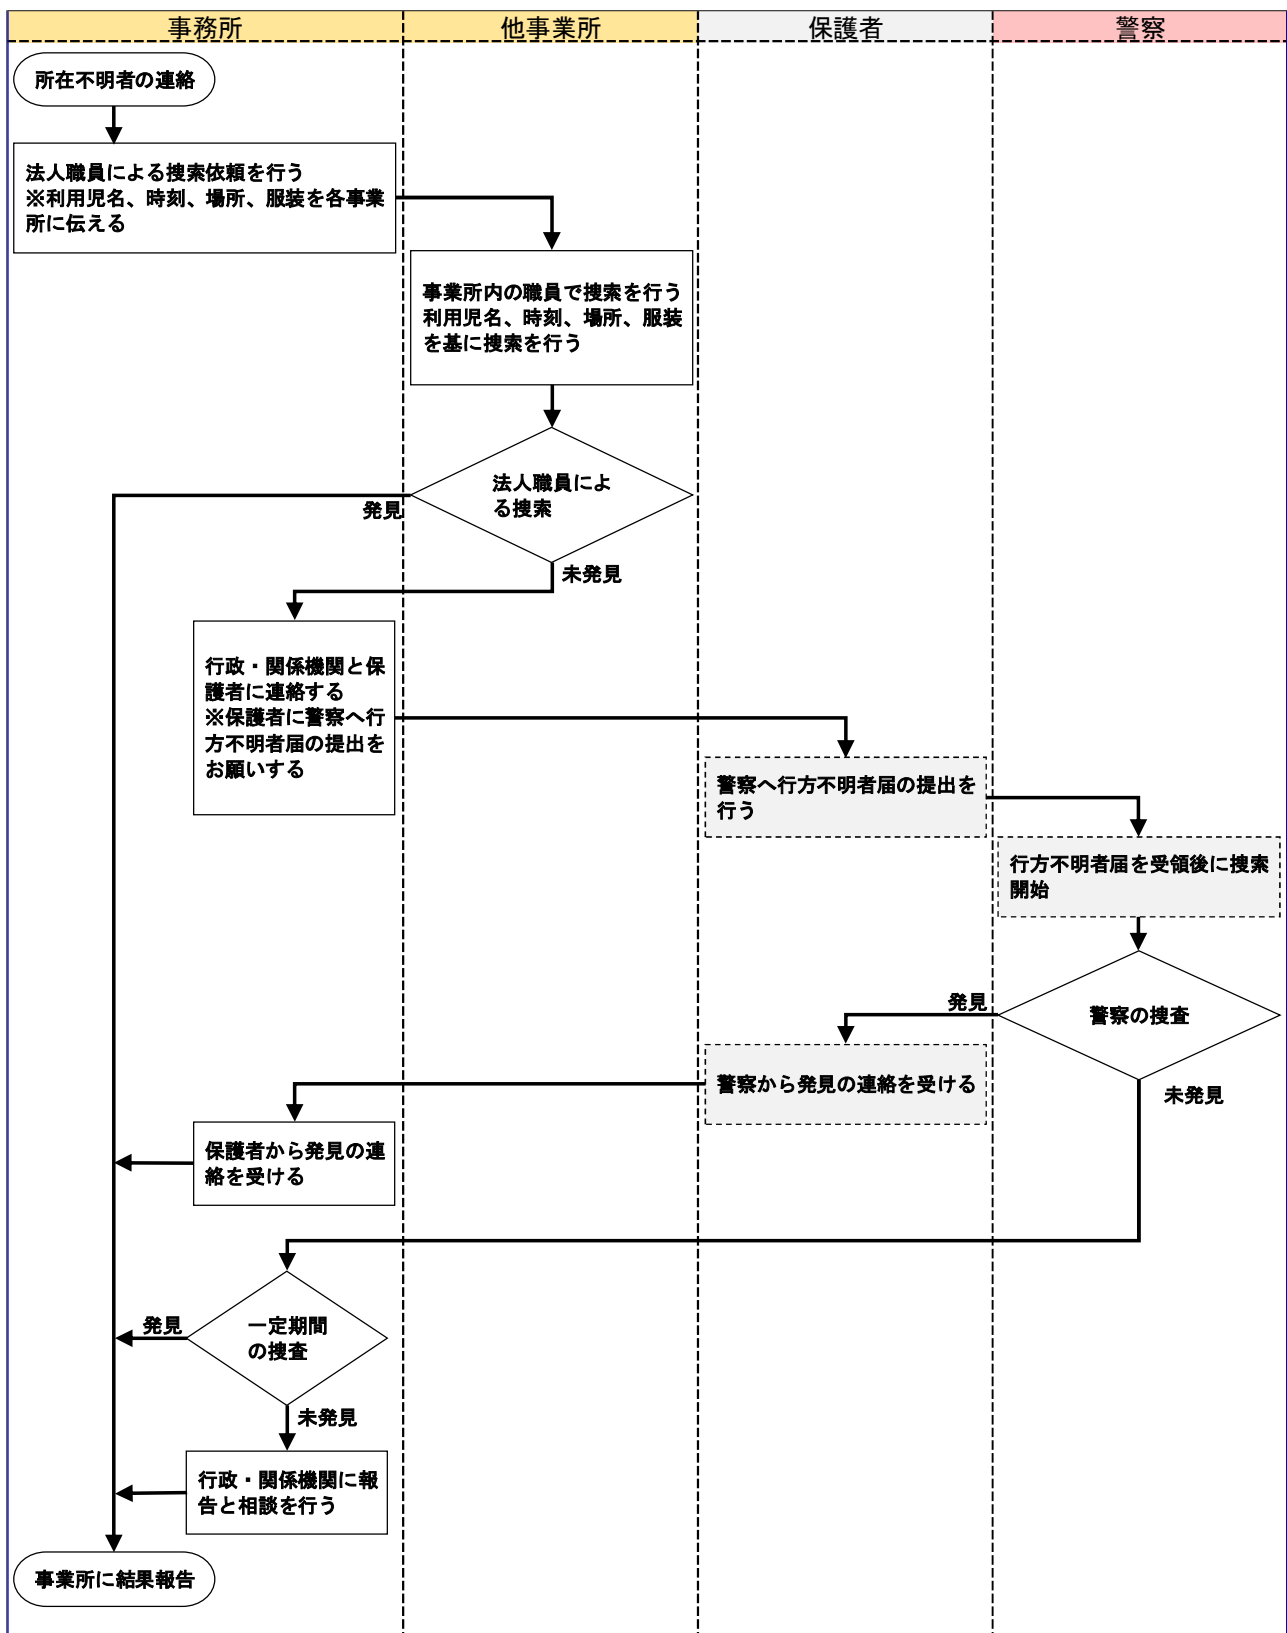 事務所
他事業所
保護者
警察
所在不明者の連絡
法人職員による捜索依頼を行う
※利用児名、時刻、場所、服装を各事業
所に伝える
事業所内の職員で捜索を行う
利用児名、時刻、場所、服装
を基に捜索を行う
法人職員によ
る捜索
発見
未発見
行政・関係機関と保
護者に連絡する
※保護者に警察へ行
方不明者届の提出を
お願いする
警察へ行方不明者届の提出を
行う
行方不明者届を受領後に捜索
開始
警察の捜査
発見
未発見
警察から発見の連絡を受ける
保護者から発見の連
絡を受ける
一定期間
の捜査
発見
未発見
行政・関係機関に報
告と相談を行う
事業所に結果報告